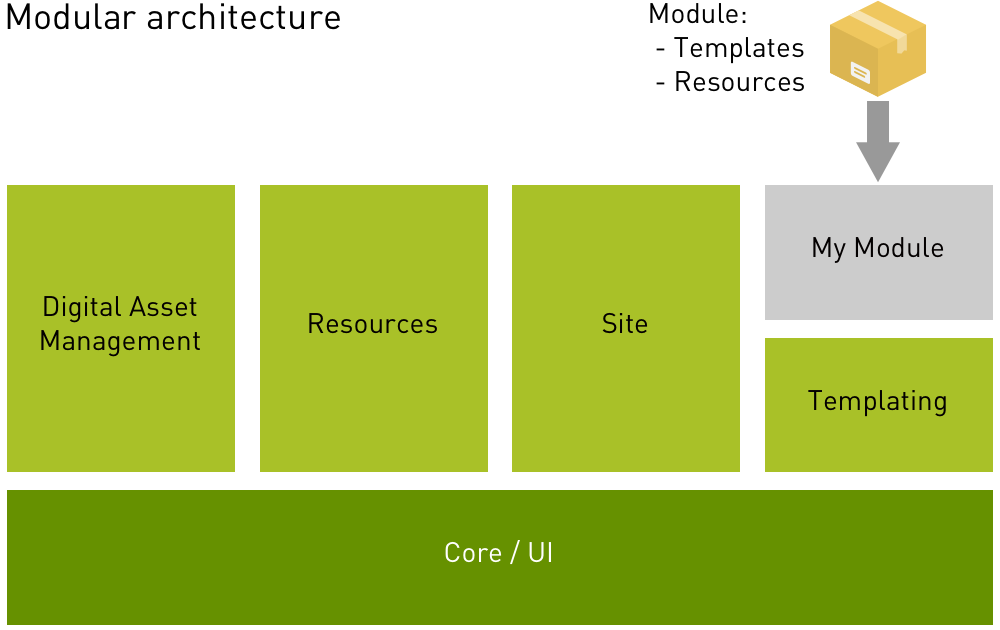 Modular architecture
Module:
- Templates
- Resources
My Module
Digital Asset
Management
Resources
Site
Templating
Core / UI